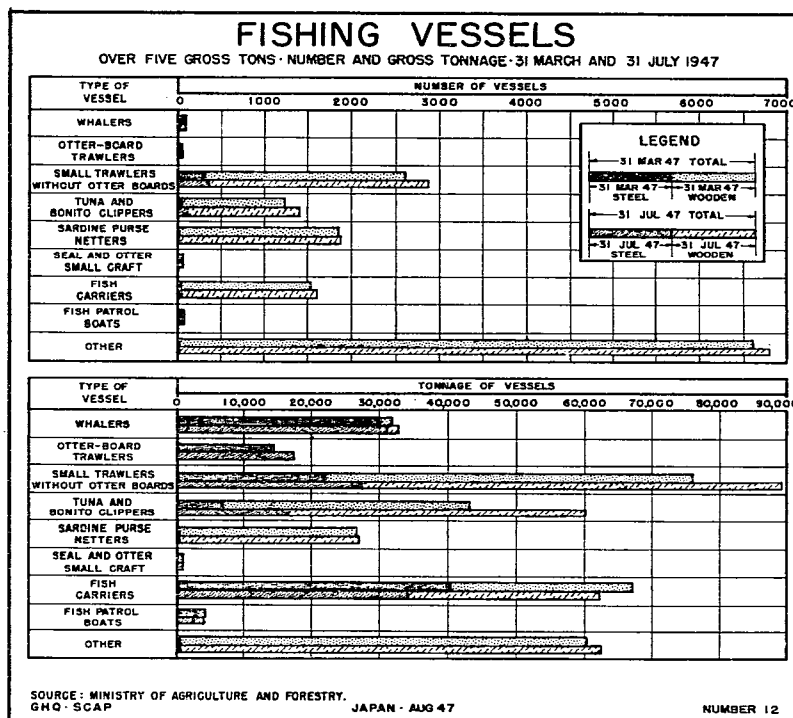 FISHING VESSELS
OVER FIVE GROSS TONS · NUMBER AND GROSS TONNAGE · 31 MARCH AND 31 JULY 1947
TYPE OF
VESSEL
NUMBER OF VESSELS
0 1000 2000 3000 4000 5000 6000 7000
WHALERS
OTTER-BOARD
TRAWLERS
SMALL TRAWLERS
WITHOUT OTTER BOARDS
TUNA AND
BONITO CLIPPERS
SARDINE PURSE
NETTERS
SEAL AND OTTER
SMALL CRAFT
FISH
CARRIERS
FISH PATROL
BOATS
OTHER
LEGEND
31 MAR 47 TOTAL
31 MAR 47 STEEL
31 MAR 47 WOODEN
31 JUL 47 TOTAL
31 JUL 47 STEEL
31 JUL 47 WOODEN
TYPE OF
VESSEL
TONNAGE OF VESSELS
0 10,000 20,000 30,000 40,000 50,000 60,000 70,000 80,000 90,000
WHALERS
OTTER-BOARD
TRAWLERS
SMALL TRAWLERS
WITHOUT OTTER BOARDS
TUNA AND
BONITO CLIPPERS
SARDINE PURSE
NETTERS
SEAL AND OTTER
SMALL CRAFT
FISH
CARRIERS
FISH PATROL
BOATS
OTHER
SOURCE: MINISTRY OF AGRICULTURE AND FORESTRY.
GHQ · SCAP JAPAN · AUG 47 NUMBER 12